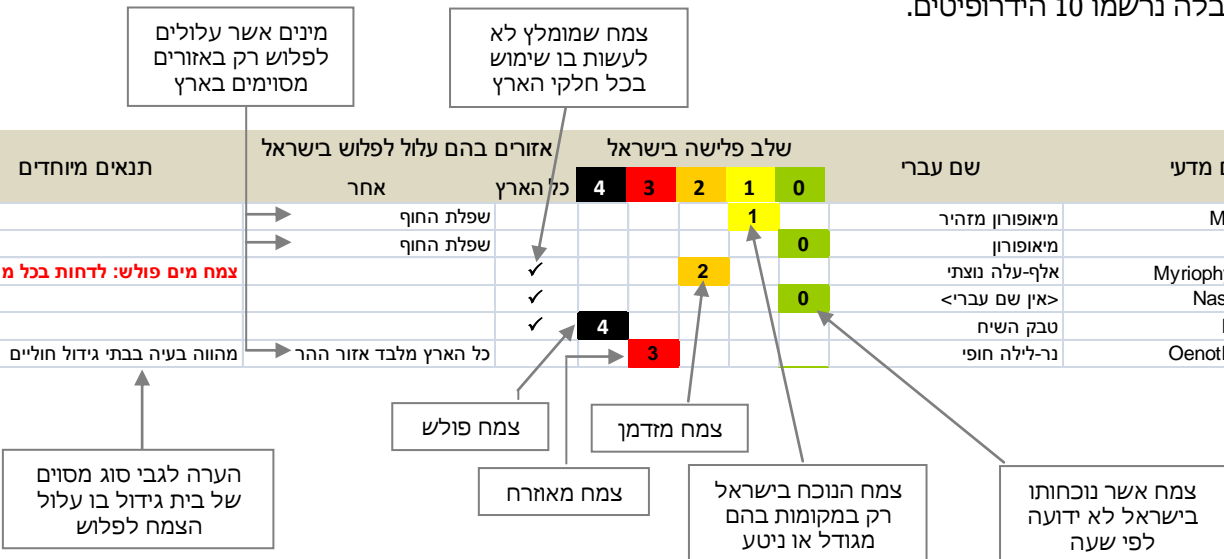 בלה נרשמו 10 הידרופיטים.
מינים אשר עלולים
לפלוש רק באזורים
מסוימים בארץ
צמח שמומלץ לא
לעשות בו שימוש
בכל חלקי הארץ
מדעי שם עברי שלב פלישה בישראל אזורים בהם עלול לפלוש בישראל תנאים מיוחדים
0 1 2 3 4 כל הארץ אחר
M מיאופורון מזהיר 1 שפלת החוף
מיאופורון 0 שפלת החוף
Myrioph אלף-עלה נוצתי 2 ✓ צמח מים פולש: לדחות בכל מ
Nas <אין שם עברי> 0 ✓
טבק השיח 4 ✓
Oenot נר-לילה חופי 3 כל הארץ מלבד אזור ההר מהווה בעיה בבתי גידול חוליים
צמח פולש
צמח מזדמן
הערה לגבי סוג מסוים
של בית גידול בו עלול
הצמח לפלוש
צמח מאוזרח
צמח הנוכח בישראל
רק במקומות בהם
מגודל או ניטע
צמח אשר נוכחותו
בישראל לא ידועה
לפי שעה